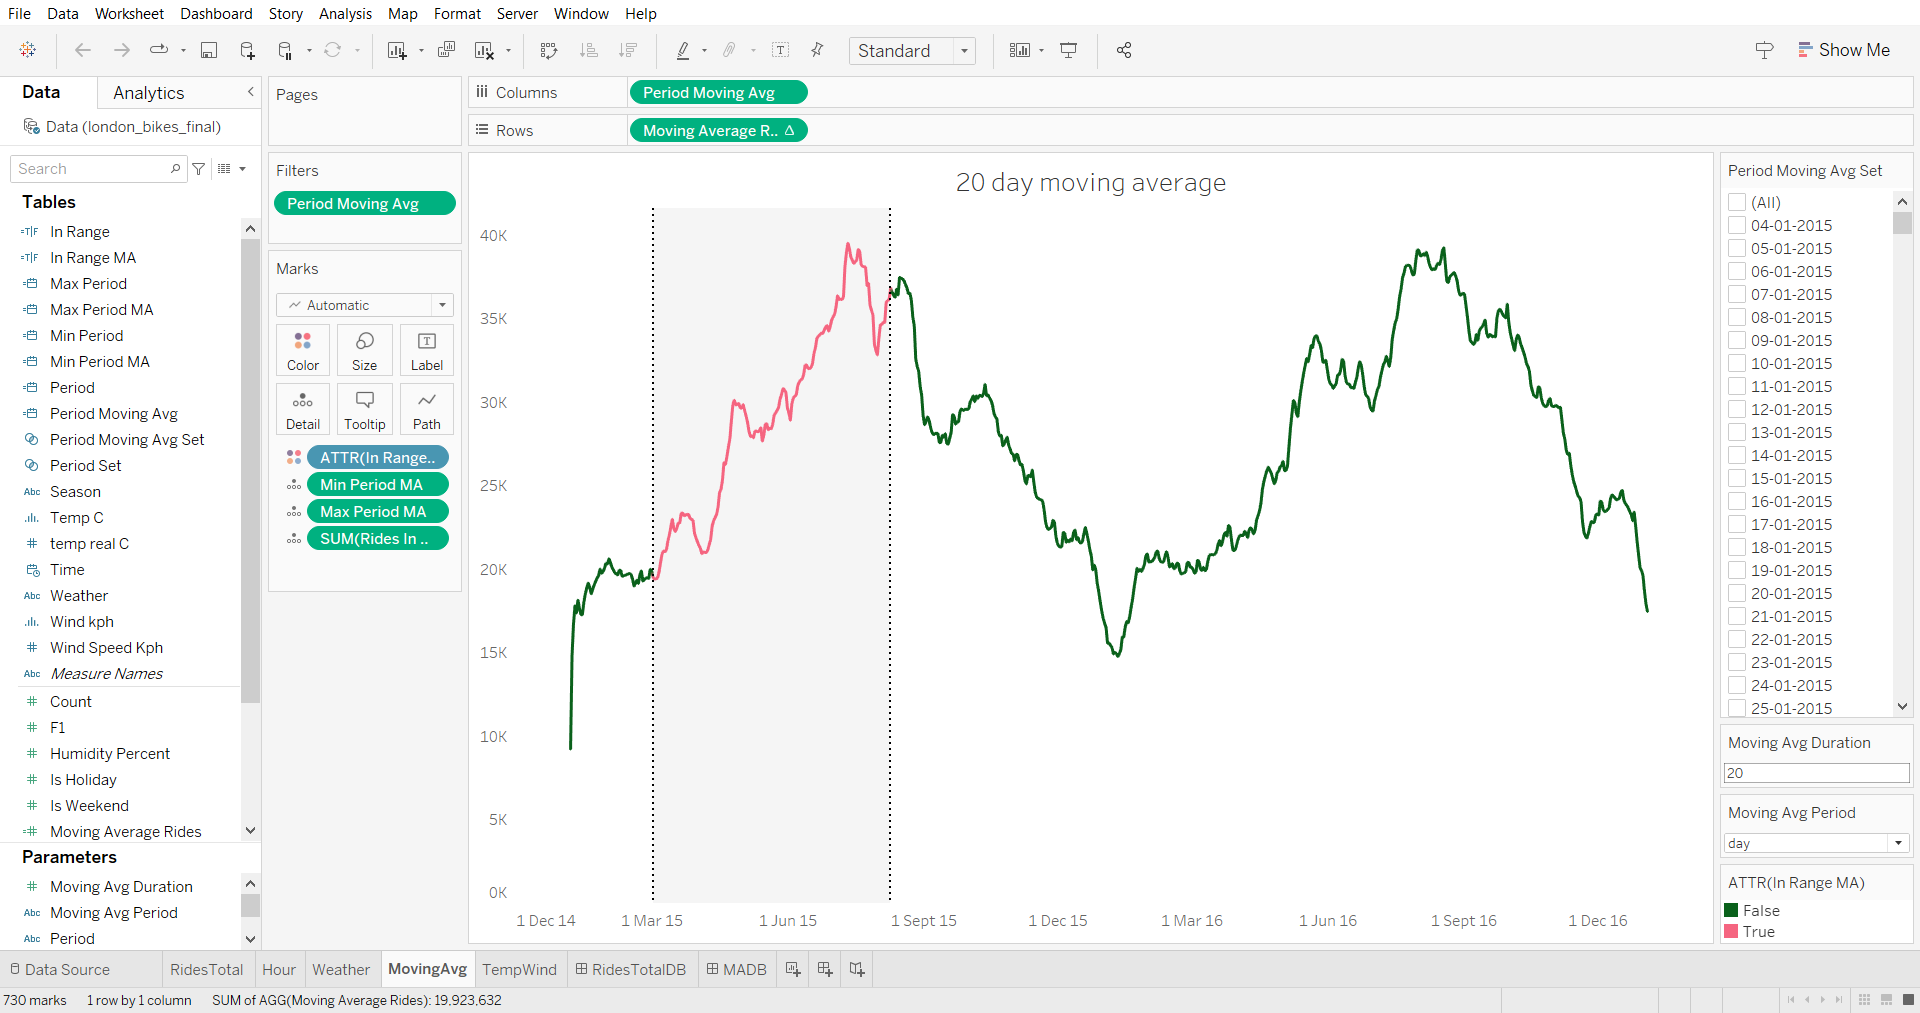 File Data Worksheet Dashboard Story Analysis Map Format Server Window Help
Standard
Show Me
Data Analytics
Data (london_bikes_final)
Search
Tables
In Range
In Range MA
Max Period
Max Period MA
Min Period
Min Period MA
Period
Period Moving Avg
Period Moving Avg Set
Period Set
Abc Season
Temp C
temp real C
Time
Abc Weather
Wind kph
Wind Speed Kph
Abc Measure Names
Count
F1
Humidity Percent
Is Holiday
Is Weekend
Moving Average Rides
Parameters
Moving Avg Duration
Abc Moving Avg Period
Abc Period
Pages
Filters
Period Moving Avg
Marks
Automatic
Color Size Label
Detail Tooltip Path
ATTR(In Range..
Min Period MA
Max Period MA
SUM(Rides In ..
Columns Period Moving Avg
Rows Moving Average R.. Δ
20 day moving average
40K
35K
30K
25K
20K
15K
10K
5K
0K
1 Dec 14 1 Mar 15 1 Jun 15 1 Sept 15 1 Dec 15 1 Mar 16 1 Jun 16 1 Sept 16 1 Dec 16
Period Moving Avg Set
(All)
04-01-2015
05-01-2015
06-01-2015
07-01-2015
08-01-2015
09-01-2015
10-01-2015
11-01-2015
12-01-2015
13-01-2015
14-01-2015
15-01-2015
16-01-2015
17-01-2015
18-01-2015
19-01-2015
20-01-2015
21-01-2015
22-01-2015
23-01-2015
24-01-2015
25-01-2015
Moving Avg Duration
20
Moving Avg Period
day
ATTR(In Range MA)
False
True
Data Source RidesTotal Hour Weather MovingAvg TempWind RidesTotalDB MADB
730 marks 1 row by 1 column SUM of AGG(Moving Average Rides): 19,923,632